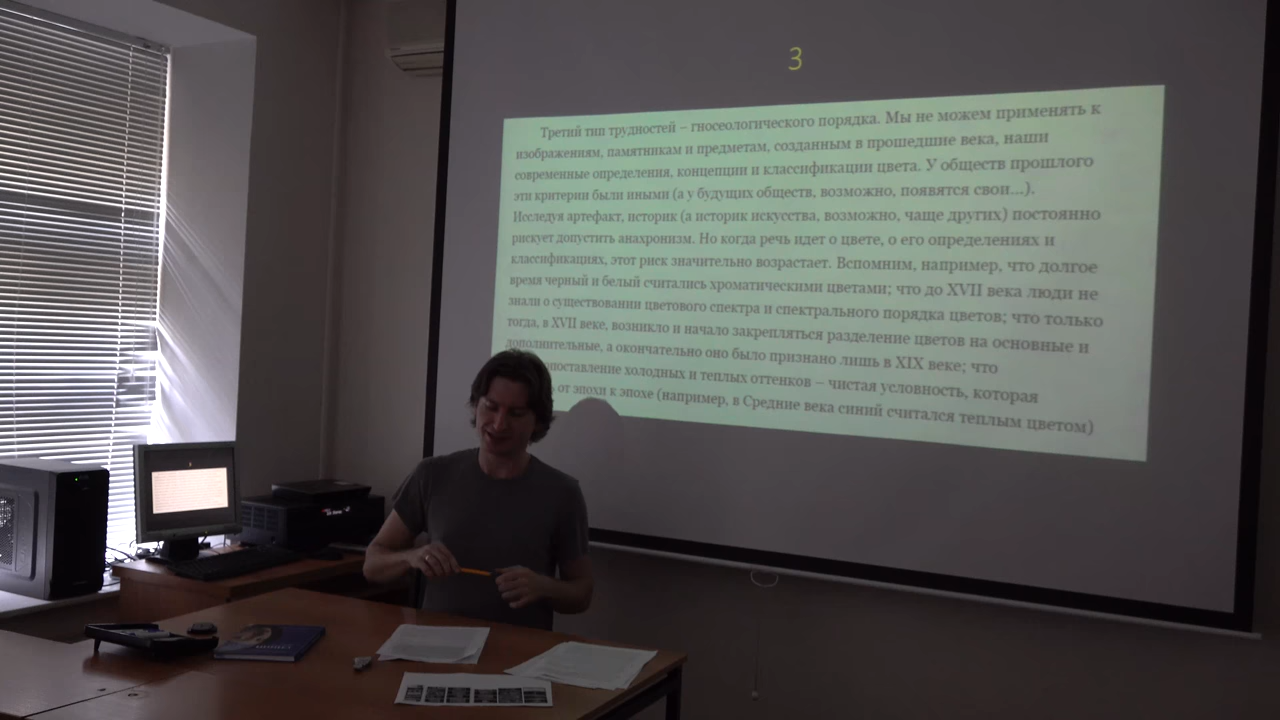 3
Третий тип трудностей – гносеологического порядка. Мы не можем применять к
изображениям, памятникам и предметам, созданным в прошедшие века, наши
современные определения, концепции и классификации цвета. У обществ прошлого
эти критерии были иными (а у будущих обществ, возможно, появятся свои...).
Исследуя артефакт, историк (а историк искусства, возможно, чаще других) постоянно
рискует допустить анахронизм. Но когда речь идет о цвете, о его определениях и
классификациях, этот риск значительно возрастает. Вспомним, например, что долгое
время черный и белый считались хроматическими цветами; что до XVII века люди не
знали о существовании цветового спектра и спектрального порядка цветов; что только
тогда, в XVII веке, возникло и начало закрепляться разделение цветов на основные и
дополнительные, а окончательно оно было признано лишь в XIX веке; что
холодных и теплых оттенков – чистая условность, которая
от эпохи к эпохе (например, в Средние века синий считался теплым цветом)